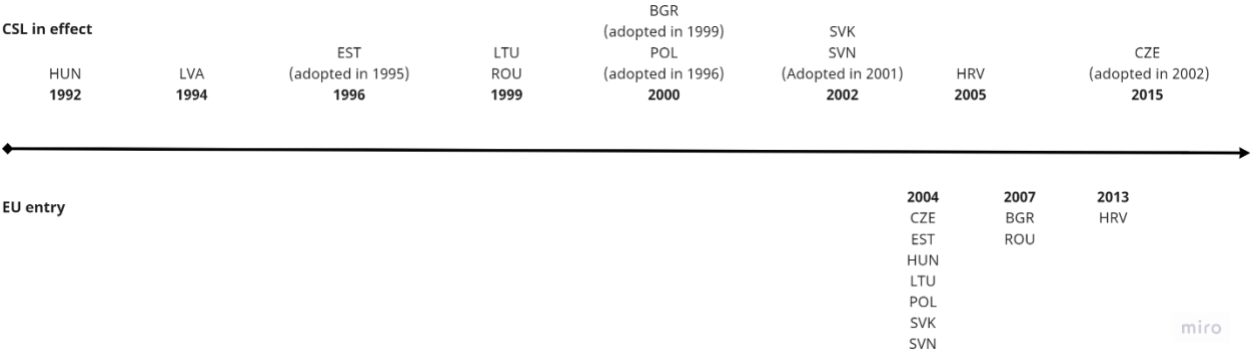 CSL in effect
HUN
1992
LVA
1994
EST
(adopted in 1995)
1996
LTU
ROU
1999
BGR
(adopted in 1999)
POL
(adopted in 1996)
2000
SVK
SVN
(Adopted in 2001)
2002
HRV
2005
CZE
(adopted in 2002)
2015
EU entry
2004
CZE
EST
HUN
LTU
POL
SVK
SVN
2007
BGR
ROU
2013
HRV
miro